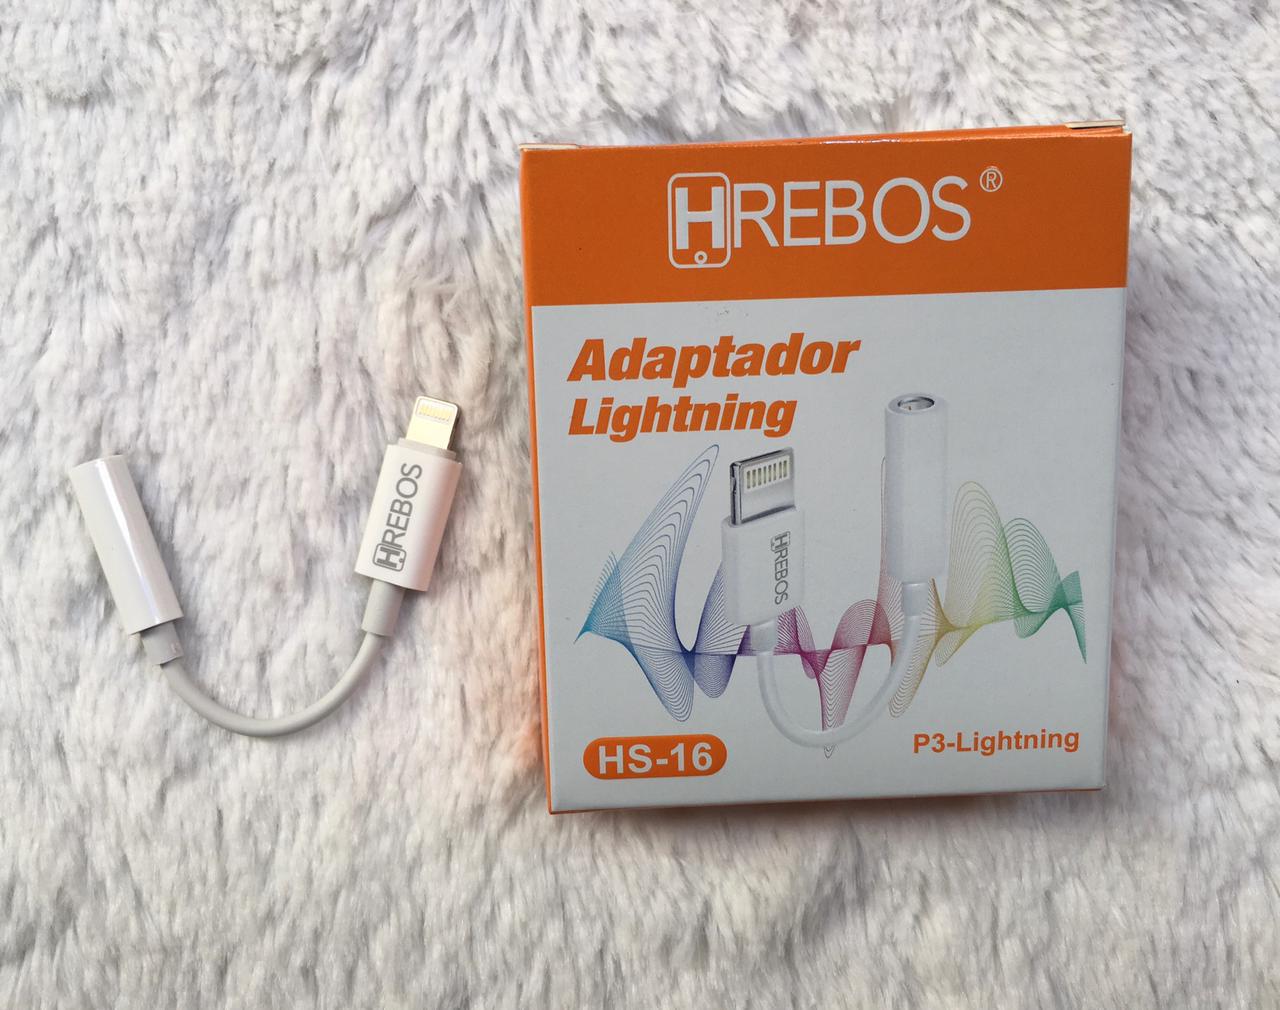 HREBOS®
Adaptador
Lightning
HREBOS
HS-16
P3-Lightning
HREBOS